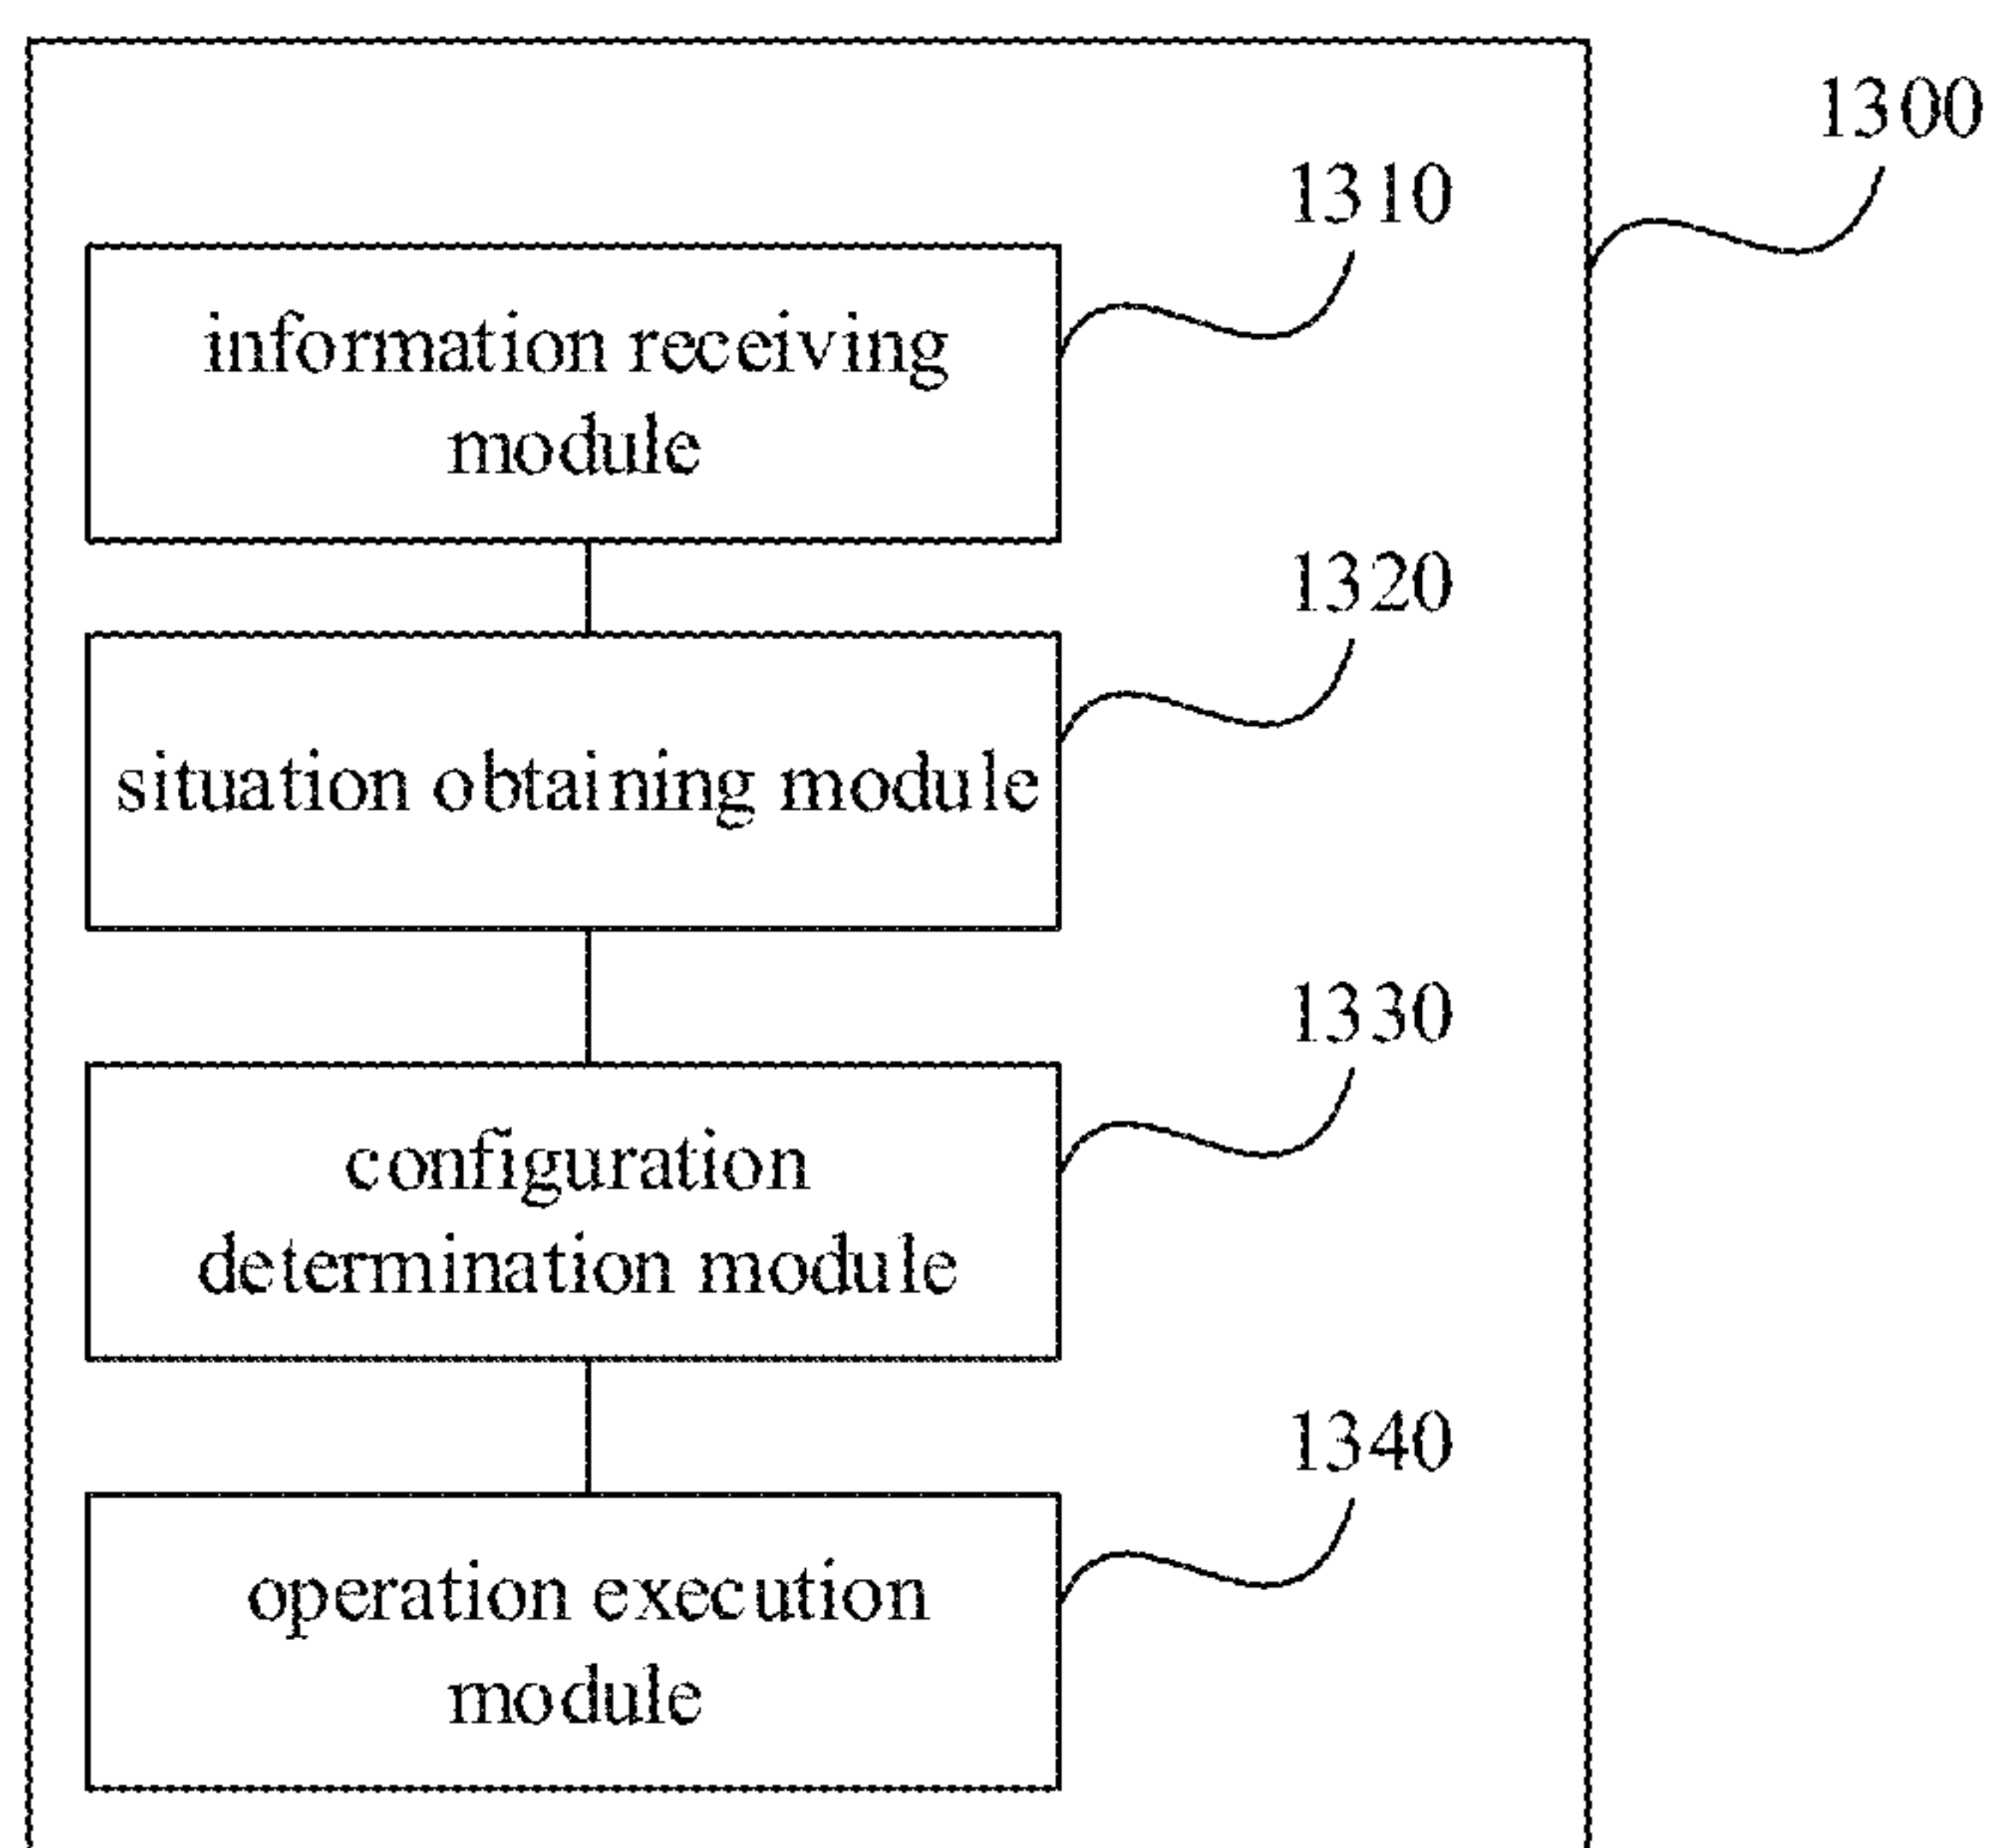 1300
1310
information receiving
module
1320
situation obtaining module
1330
configuration
determination module
1340
operation execution
module